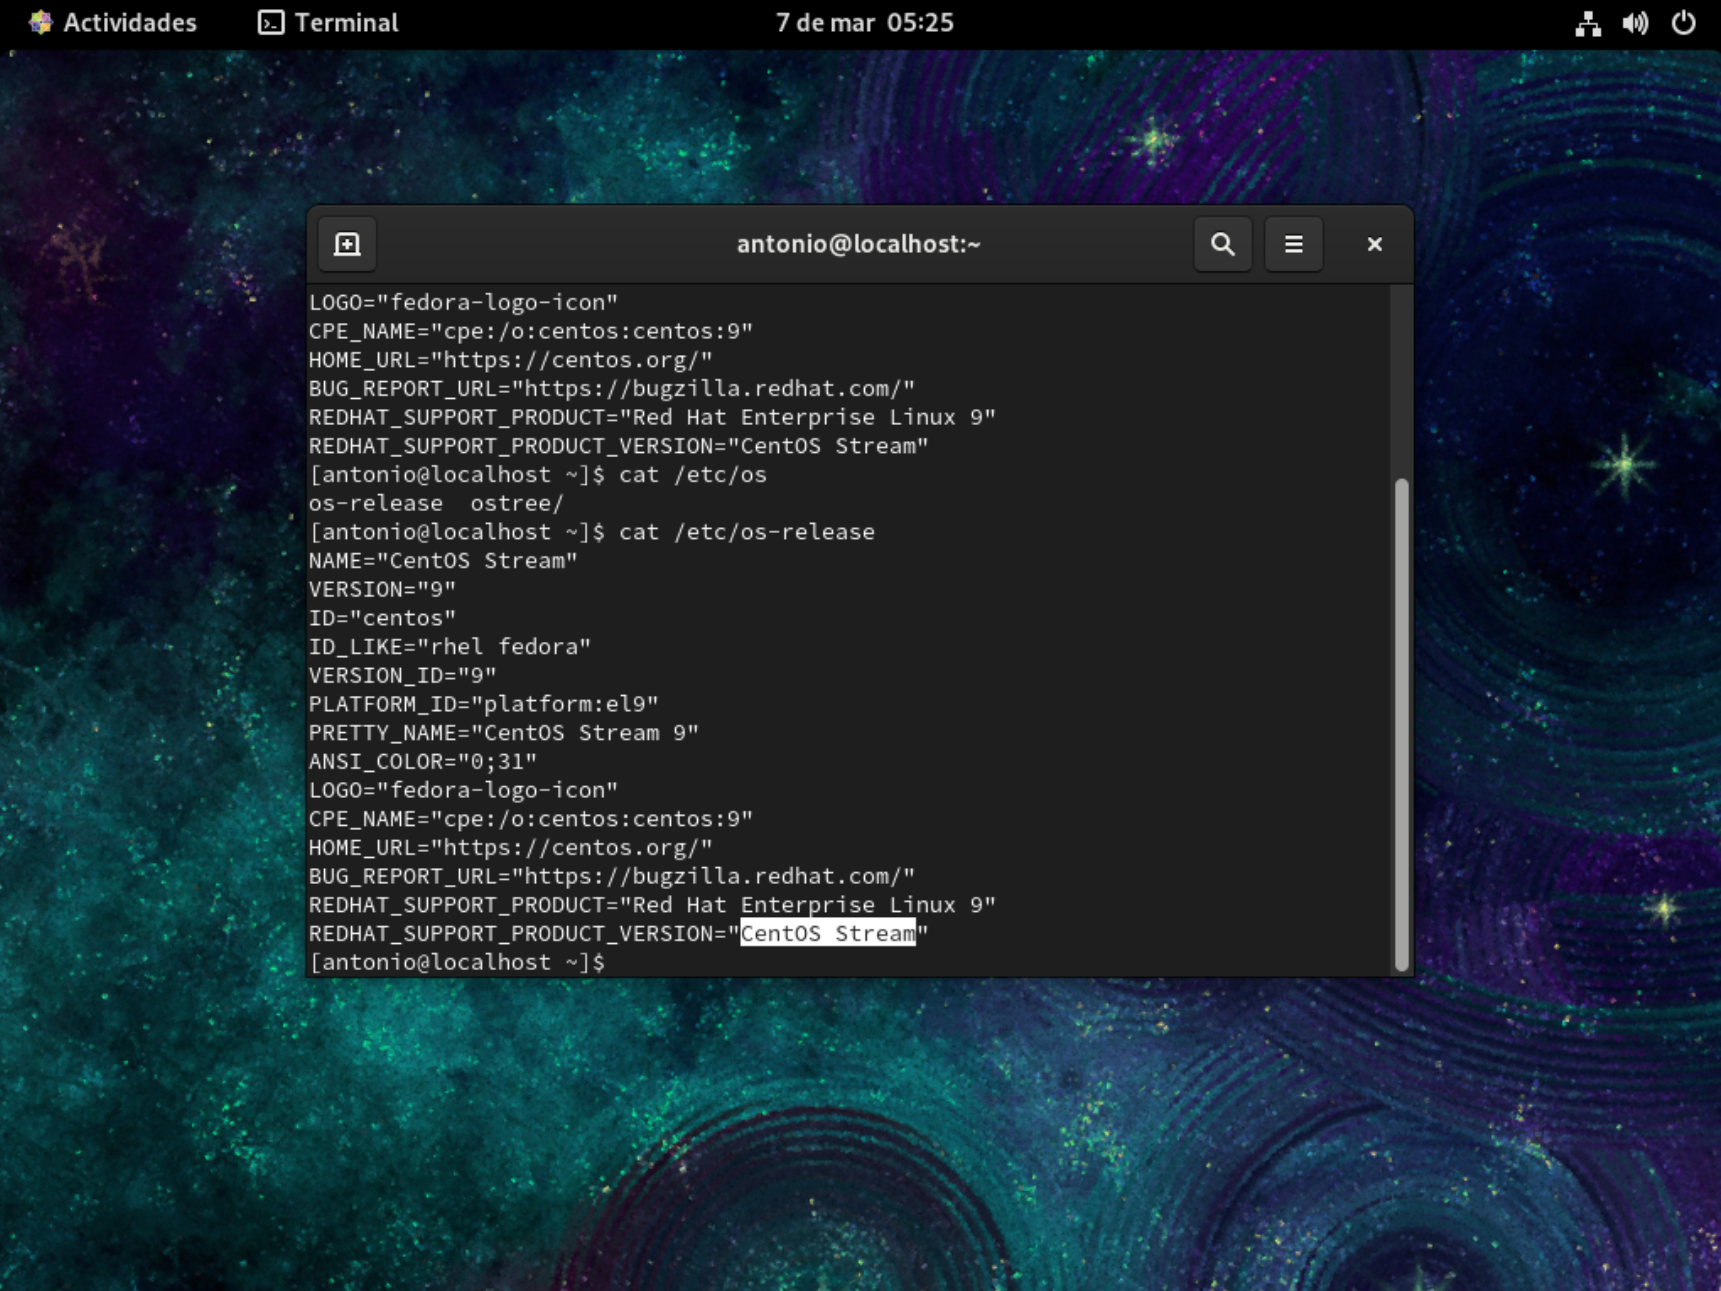 Actividades Terminal 7 de mar 05:25
antonio@localhost:~
LOGO="fedora-logo-icon"
CPE_NAME="cpe:/o:centos:centos:9"
HOME_URL="https://centos.org/"
BUG_REPORT_URL="https://bugzilla.redhat.com/"
REDHAT_SUPPORT_PRODUCT="Red Hat Enterprise Linux 9"
REDHAT_SUPPORT_PRODUCT_VERSION="CentOS Stream"
[antonio@localhost ~]$ cat /etc/os
os-release  ostree/
[antonio@localhost ~]$ cat /etc/os-release
NAME="CentOS Stream"
VERSION="9"
ID="centos"
ID_LIKE="rhel fedora"
VERSION_ID="9"
PLATFORM_ID="platform:el9"
PRETTY_NAME="CentOS Stream 9"
ANSI_COLOR="0;31"
LOGO="fedora-logo-icon"
CPE_NAME="cpe:/o:centos:centos:9"
HOME_URL="https://centos.org/"
BUG_REPORT_URL="https://bugzilla.redhat.com/"
REDHAT_SUPPORT_PRODUCT="Red Hat Enterprise Linux 9"
REDHAT_SUPPORT_PRODUCT_VERSION="CentOS Stream"
[antonio@localhost ~]$